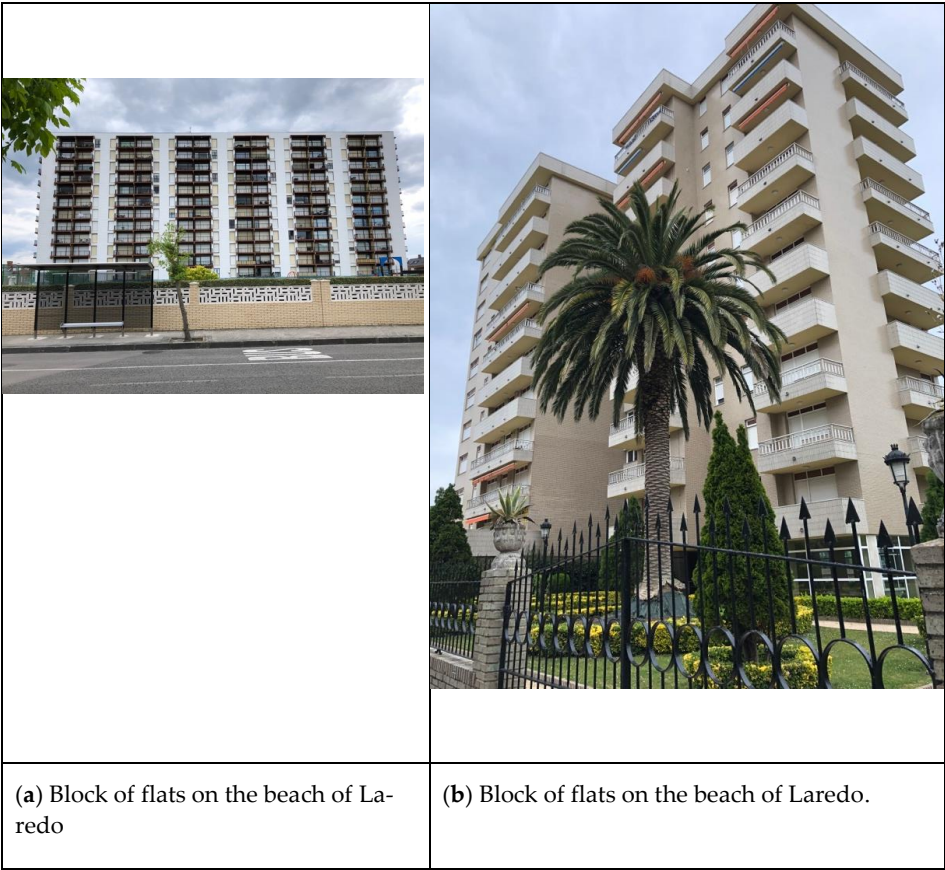 (a) Block of flats on the beach of La-
redo
(b) Block of flats on the beach of Laredo.